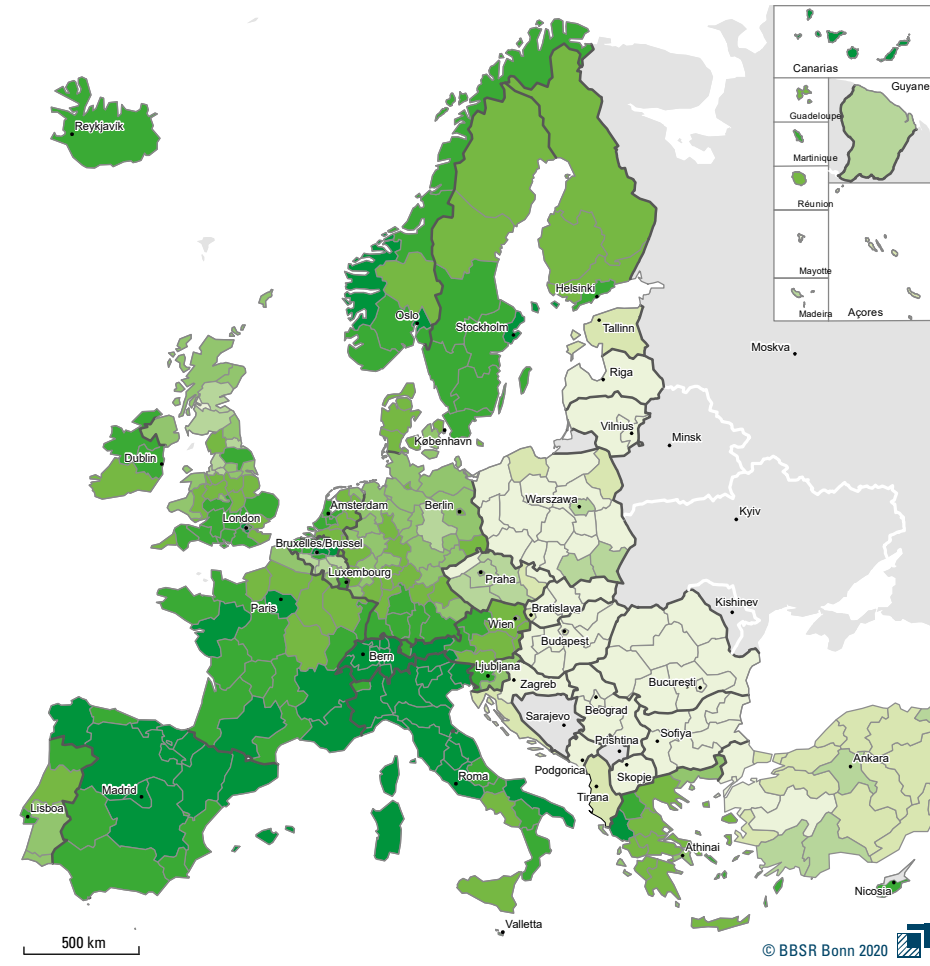 Canarias
Guyane
Guadeloupe
Martinique
Réunion
Mayotte
Madeira
Açores
Reykjavík
Helsinki
Oslo
Stockholm
Tallinn
Moskva
Riga
København
Vilnius
Minsk
Dublin
Warszawa
Amsterdam
Berlin
Kyiv
London
Bruxelles/Brussel
Luxembourg
Praha
Kishinev
Paris
Bratislava
Wien
Budapest
Bern
Ljubljana
Zagreb
Bucureşti
Beograd
Sarajevo
Prishtina
Sofiya
Ankara
Podgorica
Skopje
Roma
Madrid
Tirana
Lisboa
Athinai
Nicosia
Valletta
500 km
© BBSR Bonn 2020